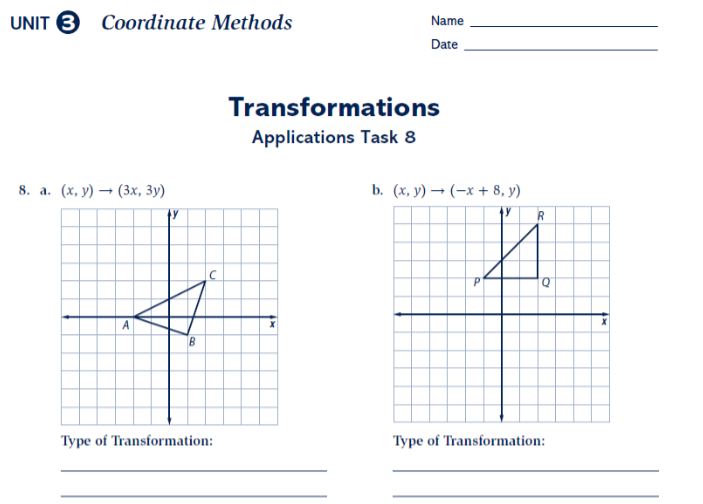 UNIT 3 Coordinate Methods
Name
Date
Transformations
Applications Task 8
8. a. (x, y) → (3x, 3y)
b. (x, y) → (−x + 8, y)
y
C
A
x
B
y
R
P
Q
x
Type of Transformation:
Type of Transformation: